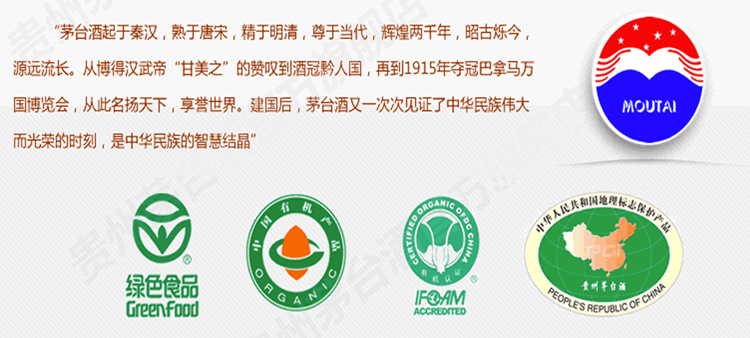 “茅台酒起于秦汉，熟于唐宋，精于明清，尊于当代，辉煌两千年，昭古烁今，
源远流长。从博得汉武帝“甘美之”的赞叹到酒冠黔人国，再到1915年夺冠巴拿马万
国博览会，从此名扬天下，享誉世界。建国后，茅台酒又一次次见证了中华民族伟大
而光荣的时刻，是中华民族的智慧结晶”
MOUTAI
绿色食品
Greenfood
中国有机产品
ORGANIC
CERTIFIED ORGANIC OFDC CHINA
有机认证
IFOAM
ACCREDITED
中华人民共和国地理标志保护产品
PGI
贵州茅台酒
PEOPLE'S REPUBLIC OF CHINA